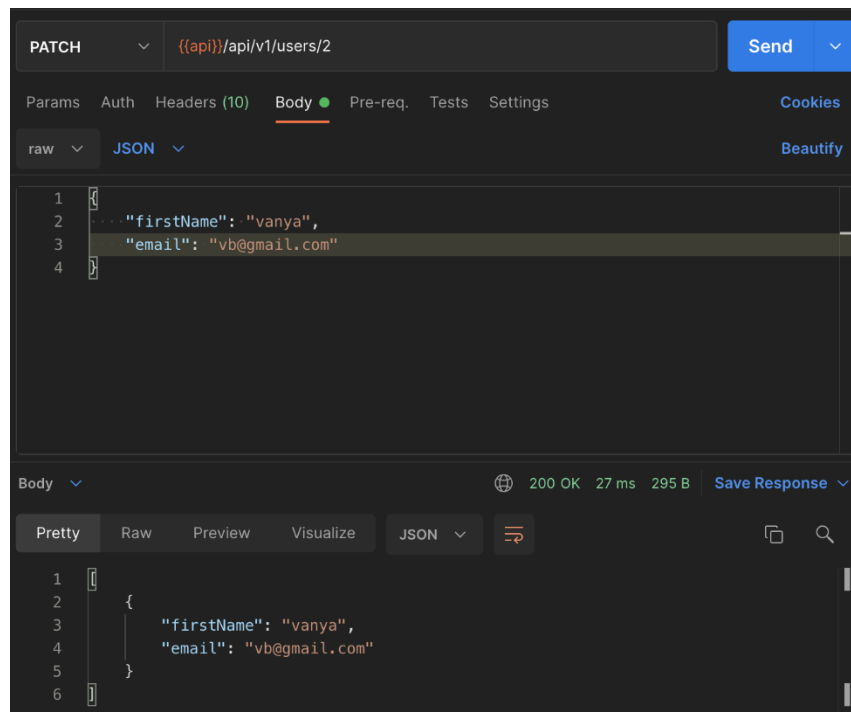 PATCH {{api}}/api/v1/users/2 Send
Params Auth Headers (10) Body Pre-req. Tests Settings Cookies
raw JSON Beautify
1 {
2 ····"firstName":·"vanya",
3 ····"email":·"vb@gmail.com"
4 }
Body 200 OK 27 ms 295 B Save Response
Pretty Raw Preview Visualize JSON
1 [
2 {
3 "firstName": "vanya",
4 "email": "vb@gmail.com"
5 }
6 ]